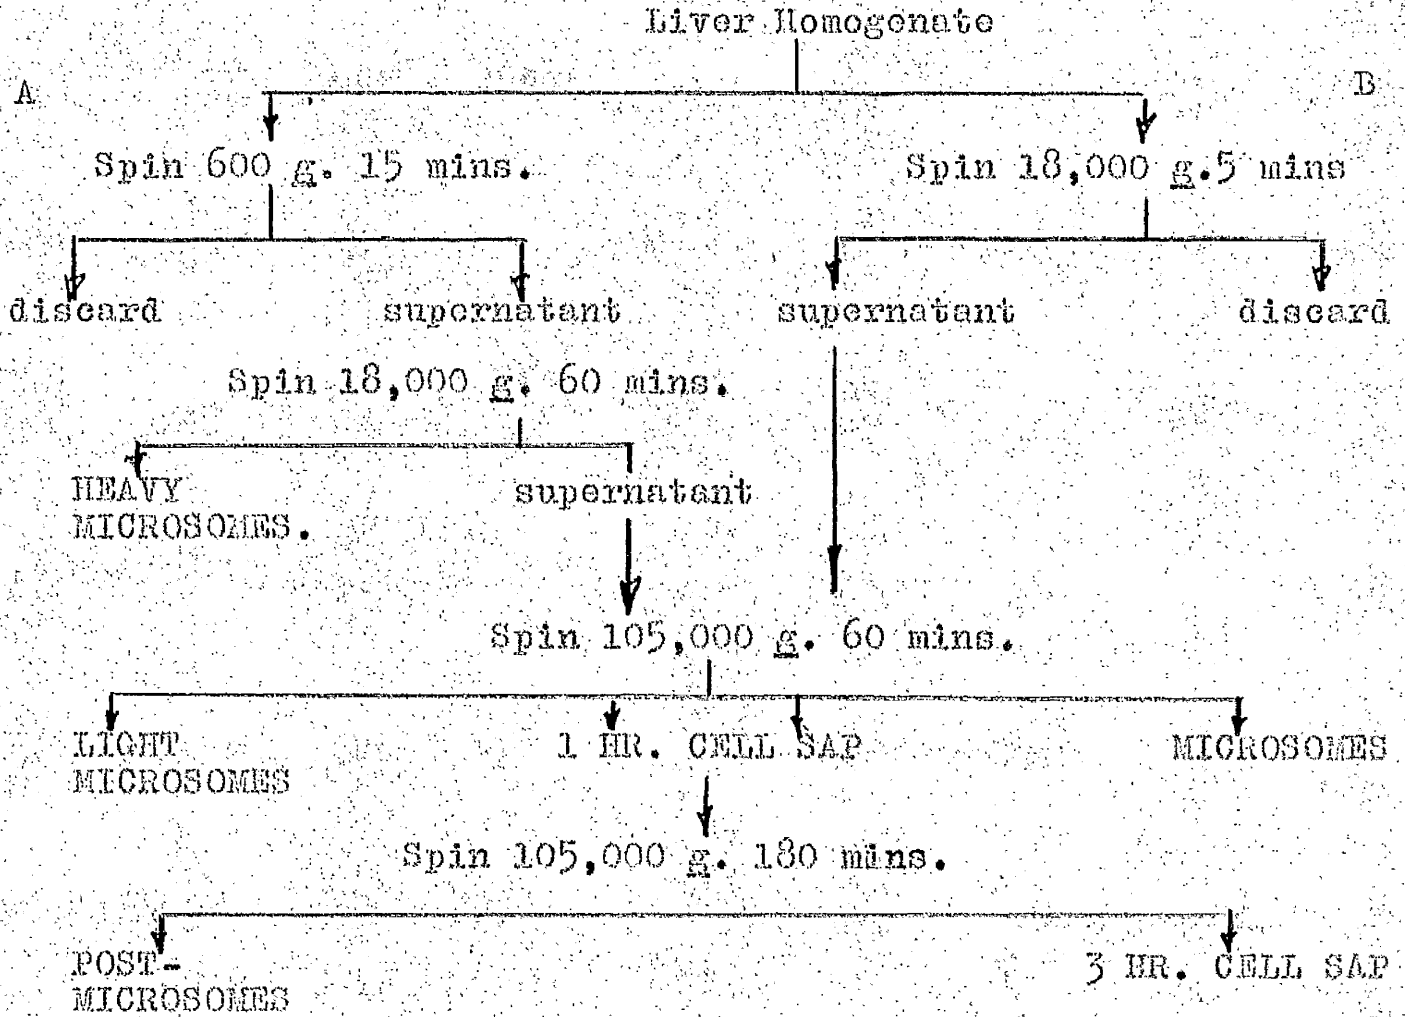 Liver Homogenate
A
B
Spin 600 g. 15 mins.
Spin 18,000 g.5 mins
discard
supernatant
supernatant
discard
Spin 18,000 g. 60 mins.
HEAVY
MICROSOMES.
supernatant
Spin 105,000 g. 60 mins.
LIGHT
MICROSOMES
1 HR. CELL SAP
MICROSOMES
Spin 105,000 g. 180 mins.
POST-
MICROSOMES
3 HR. CELL SAP